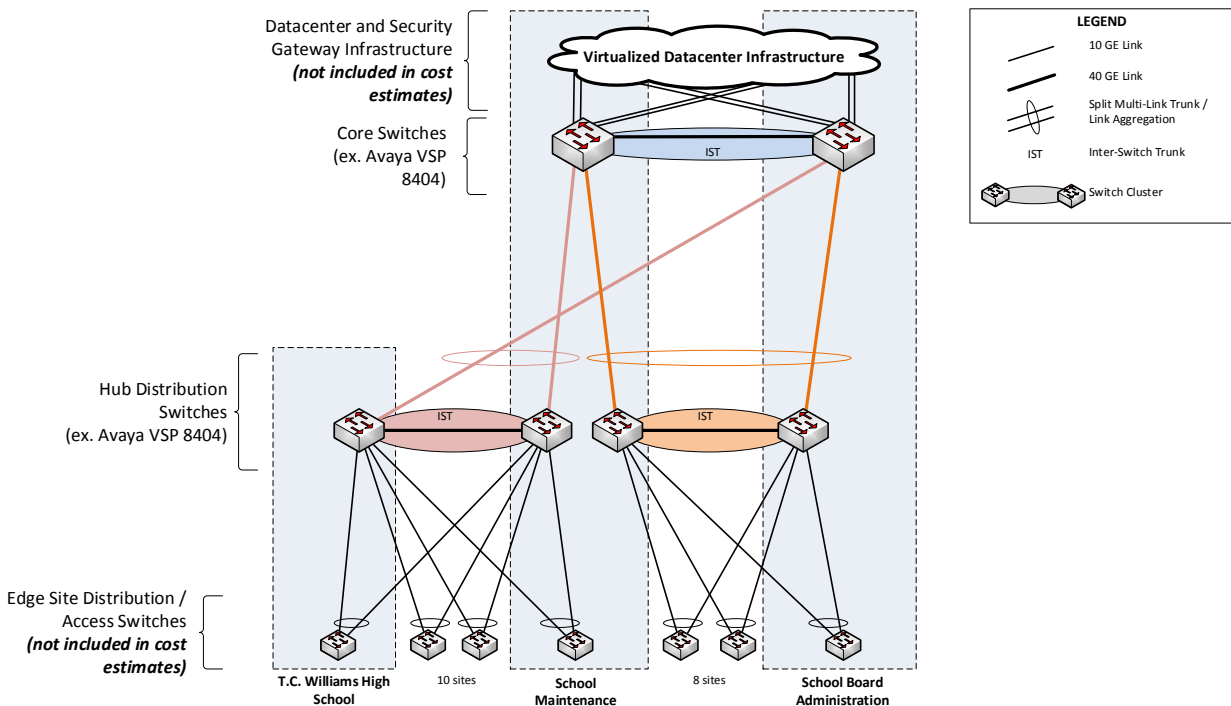 Datacenter and Security
Gateway Infrastructure
(not included in cost
estimates)
Virtualized Datacenter Infrastructure
LEGEND
10 GE Link
40 GE Link
Split Multi-Link Trunk /
Link Aggregation
IST
Inter-Switch Trunk
Switch Cluster
Core Switches
(ex. Avaya VSP
8404)
IST
Hub Distribution
Switches
(ex. Avaya VSP 8404)
IST
IST
Edge Site Distribution /
Access Switches
(not included in cost
estimates)
T.C. Williams High
School
10 sites
School
Maintenance
8 sites
School Board
Administration